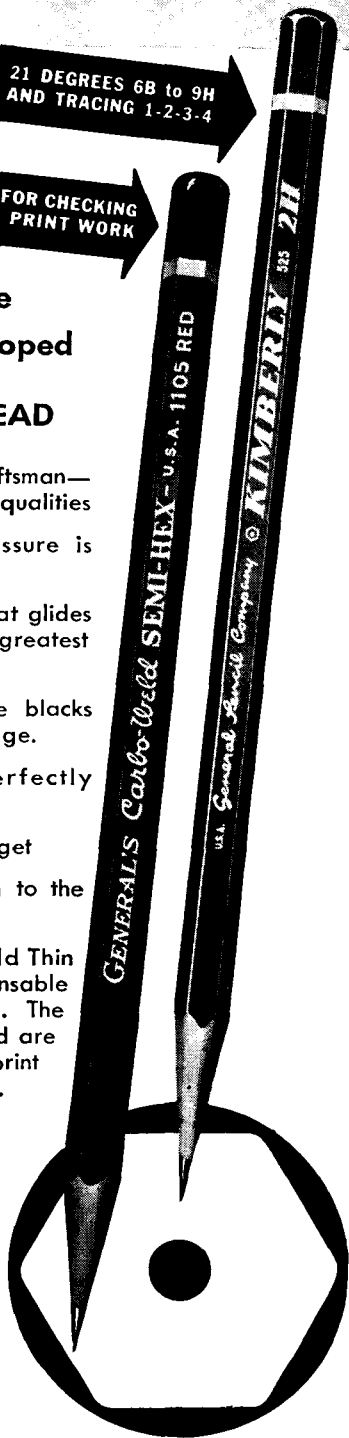 21 DEGREES 6B to 9H
AND TRACING 1-2-3-4
FOR CHECKING
PRINT WORK
e
oped
EAD
ftsman—
qualities
ssure is
at glides
greatest
e blacks
ge.
erfectly
get
to the
ld Thin
nsable
. The
d are
print
.
GENERAL'S Carbo-Weld SEMI-HEX – U.S.A. 1105 RED
U.S.A. General Pencil Company KIMBERLY 525 2H